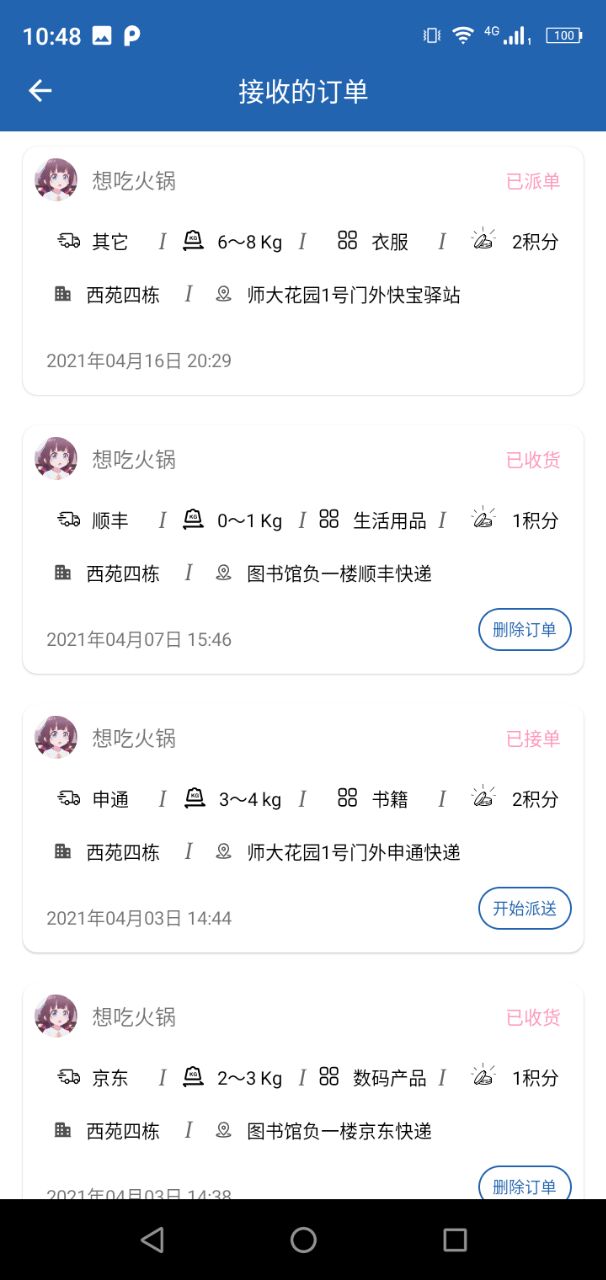 10:48 4G 1 100
接收的订单
想吃火锅 已派单
其它 I KG 6～8 Kg I 衣服 I 2积分
西苑四栋 I 师大花园1号门外快宝驿站
2021年04月16日 20:29
想吃火锅 已收货
顺丰 I KG 0～1 Kg I 生活用品 I 1积分
西苑四栋 I 图书馆负一楼顺丰快递
2021年04月07日 15:46 删除订单
想吃火锅 已接单
申通 I KG 3～4 kg I 书籍 I 2积分
西苑四栋 I 师大花园1号门外申通快递
2021年04月03日 14:44 开始派送
想吃火锅 已收货
京东 I KG 2～3 Kg I 数码产品 I 1积分
西苑四栋 I 图书馆负一楼京东快递
2021年04月03日 14:38 删除订单